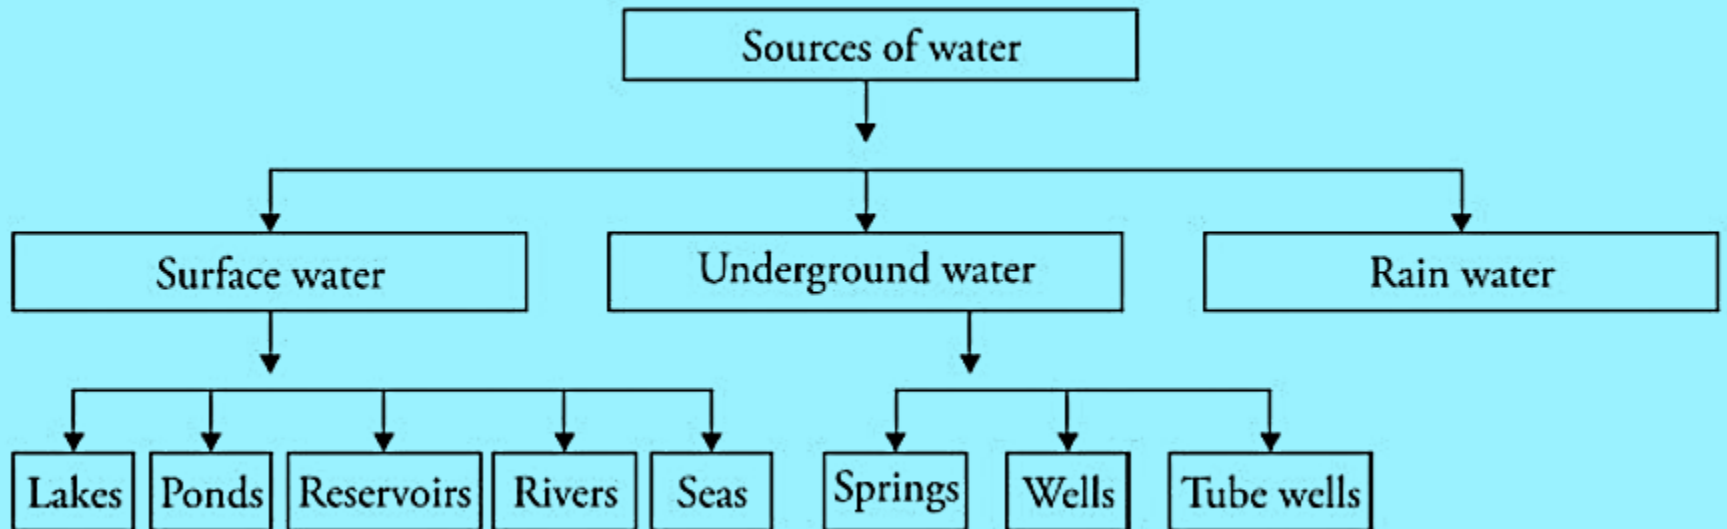 Sources of water
Surface water
Underground water
Rain water
Lakes
Ponds
Reservoirs
Rivers
Seas
Springs
Wells
Tube wells